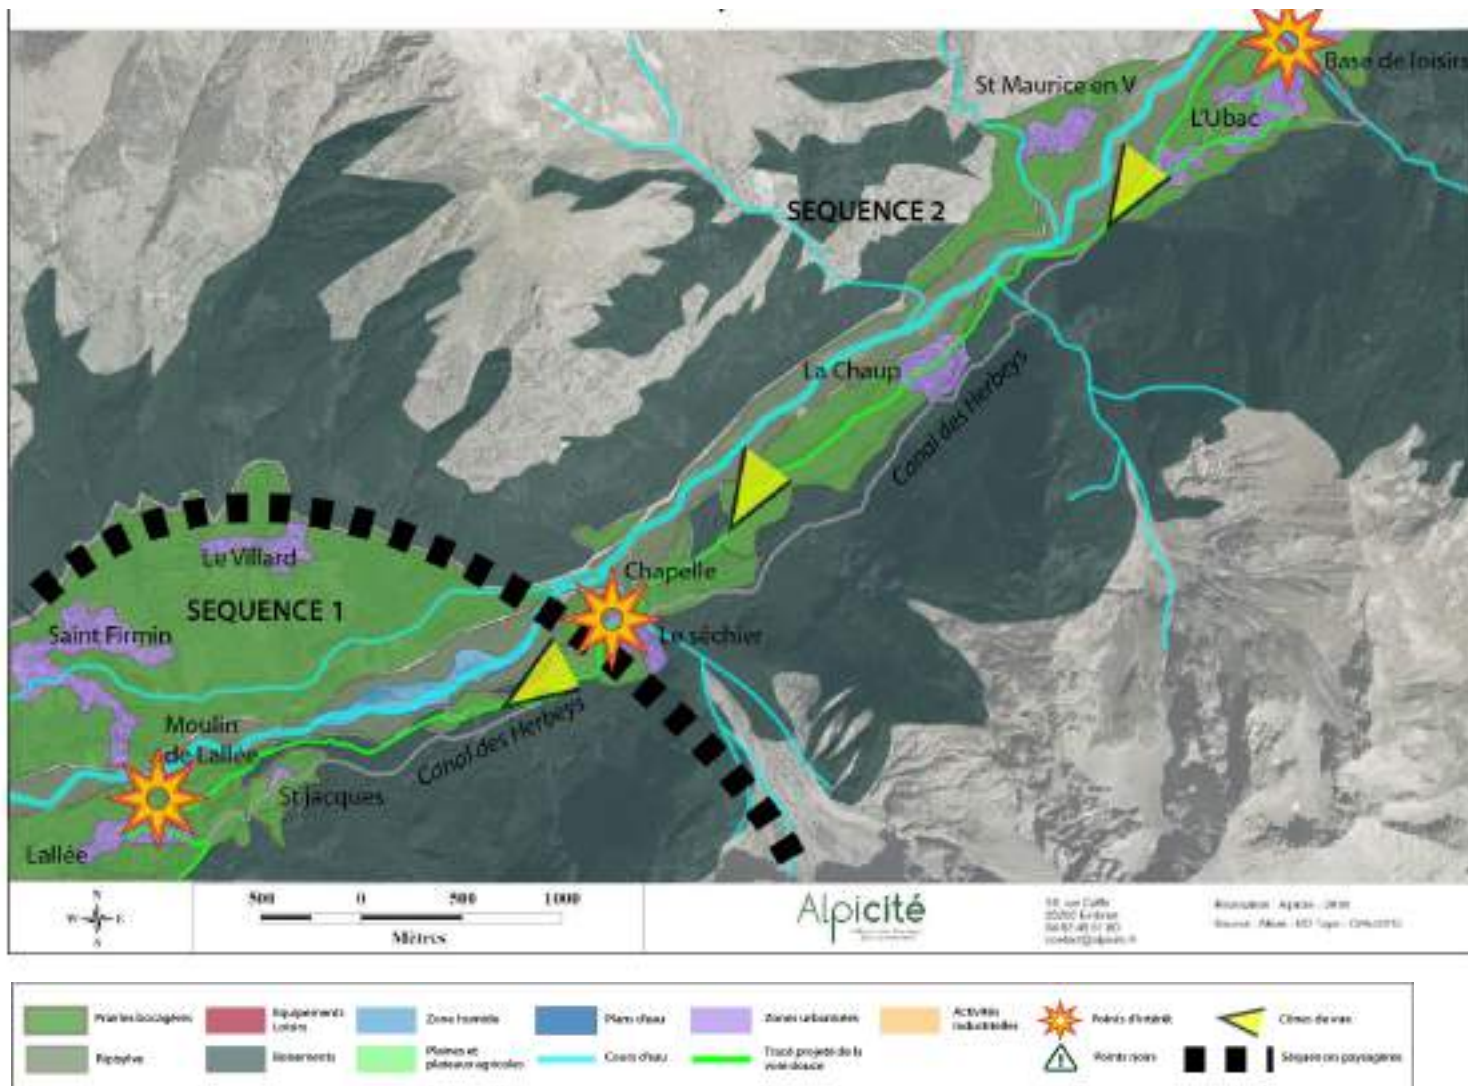 Base de loisirs
St Maurice en V
L'Ubac
SEQUENCE 2
La Chaup
Canal des Herbeys
Le Villard
Chapelle
SEQUENCE 1
Saint Firmin
Le séchier
Moulin
de Lallée
Canal des Herbeys
St Jacques
Lallée
N
W E
S
500 0 500 1000
Mètres
Alpicité
Prairies bocagères
Equipements
Loisirs
Zone humide
Plans d'eau
Zones urbanisées
Activités
industrielles
Points d'intérêt
Cônes de vue
Ripisylve
Boisements
Plaines et
plateaux agricoles
Cours d'eau
Tracé projeté de la
voie douce
Points noirs
Séquences paysagères